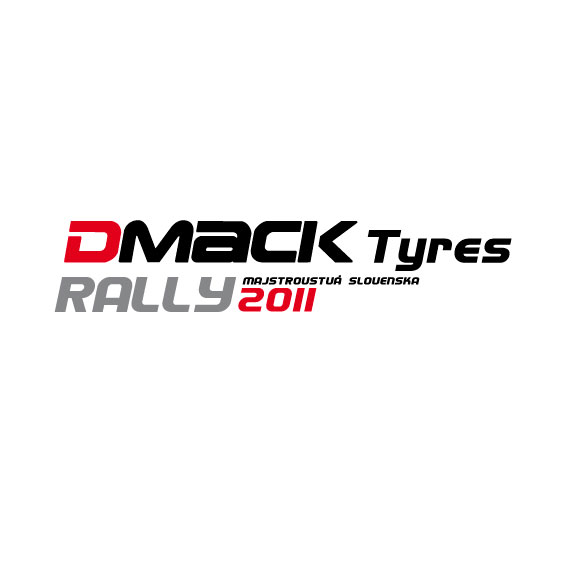 DMACK Tyres
RALLY MAJSTROVSTVÁ SLOVENSKA
2011